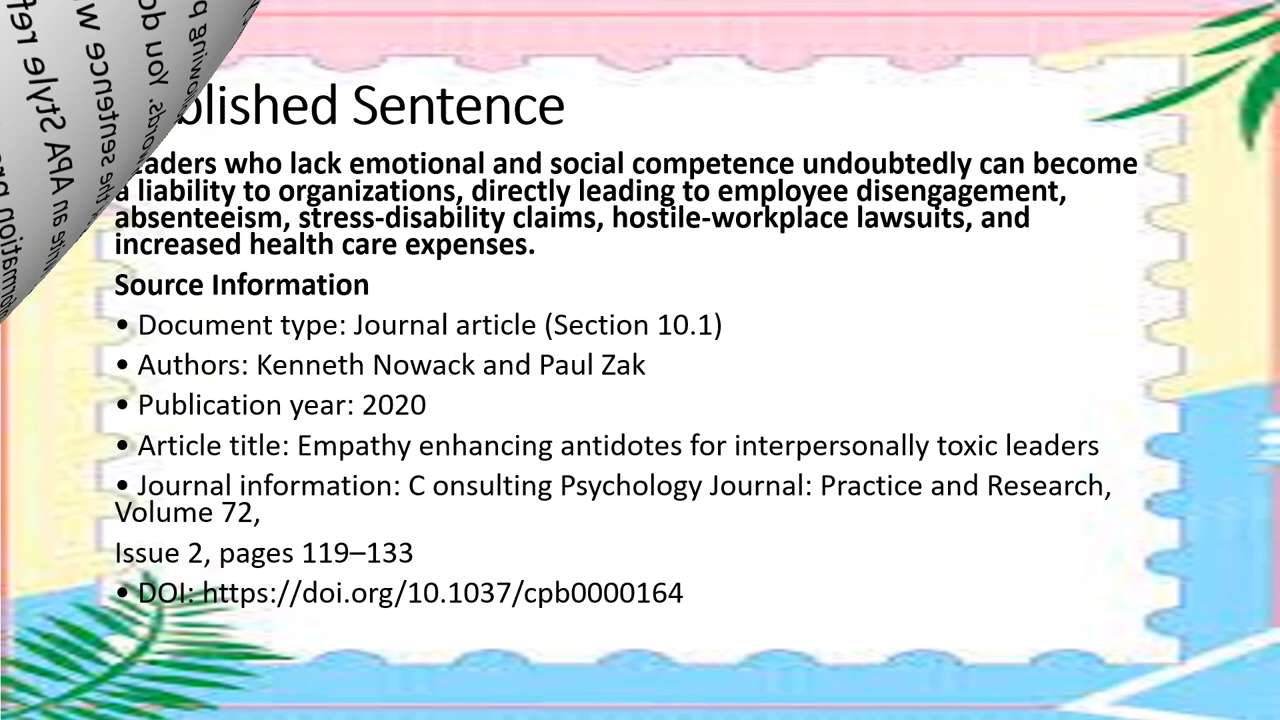 blished Sentence
eaders who lack emotional and social competence undoubtedly can become
a liability to organizations, directly leading to employee disengagement,
absenteeism, stress-disability claims, hostile-workplace lawsuits, and
increased health care expenses.
Source Information
• Document type: Journal article (Section 10.1)
• Authors: Kenneth Nowack and Paul Zak
• Publication year: 2020
• Article title: Empathy enhancing antidotes for interpersonally toxic leaders
• Journal information: C onsulting Psychology Journal: Practice and Research,
Volume 72,
Issue 2, pages 119–133
• DOI: https://doi.org/10.1037/cpb0000164